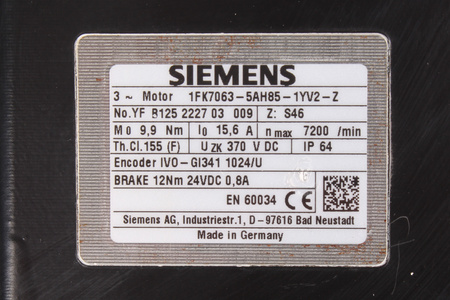 SIEMENS
3 ~ Motor 1FK7063-5AH85-1YV2-Z
No.YF B125 2227 03 009 Z: S46
M0 9,9 Nm I0 15,6 A n max 7200 /min
Th.Cl.155 (F) U ZK 370 V DC IP 64
Encoder IVO-GI341 1024/U
BRAKE 12Nm 24VDC 0,8A
EN 60034 CE
Siemens AG, Industriestr.1, D-97616 Bad Neustadt
Made in Germany